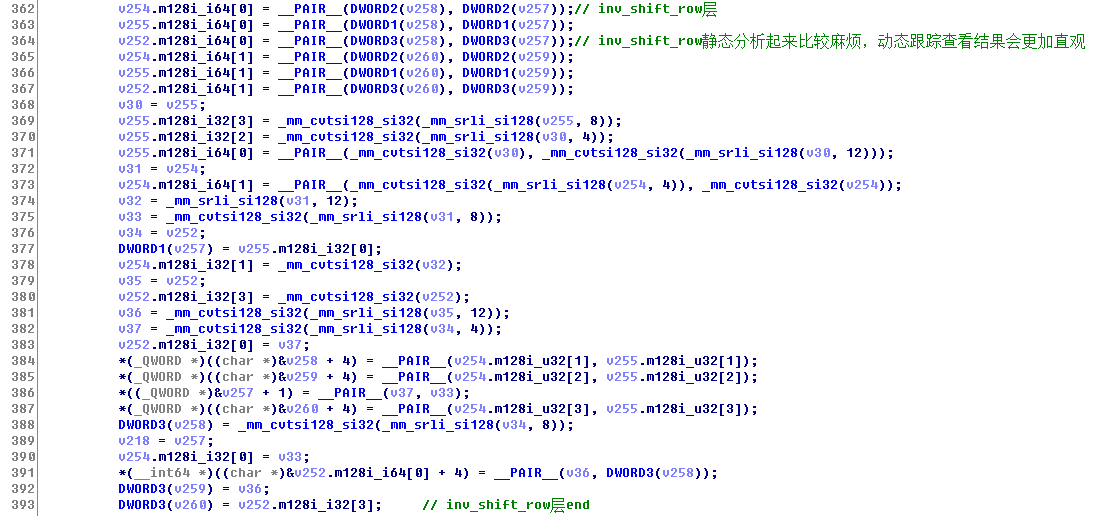 362 v254.m128i_i64[0] = __PAIR__(DWORD2(v258), DWORD2(v257));// inv_shift_row层
363 v255.m128i_i64[0] = __PAIR__(DWORD1(v258), DWORD1(v257));
364 v252.m128i_i64[0] = __PAIR__(DWORD3(v258), DWORD3(v257));// inv_shift_row静态分析起来比较麻烦，动态跟踪查看结果会更加直观
365 v254.m128i_i64[1] = __PAIR__(DWORD2(v260), DWORD2(v259));
366 v255.m128i_i64[1] = __PAIR__(DWORD1(v260), DWORD1(v259));
367 v252.m128i_i64[1] = __PAIR__(DWORD3(v260), DWORD3(v259));
368 v30 = v255;
369 v255.m128i_i32[3] = _mm_cvtsi128_si32(_mm_srli_si128(v255, 8));
370 v255.m128i_i32[2] = _mm_cvtsi128_si32(_mm_srli_si128(v30, 4));
371 v255.m128i_i64[0] = __PAIR__(_mm_cvtsi128_si32(v30), _mm_cvtsi128_si32(_mm_srli_si128(v30, 12)));
372 v31 = v254;
373 v254.m128i_i64[1] = __PAIR__(_mm_cvtsi128_si32(_mm_srli_si128(v254, 4)), _mm_cvtsi128_si32(v254));
374 v32 = _mm_srli_si128(v31, 12);
375 v33 = _mm_cvtsi128_si32(_mm_srli_si128(v31, 8));
376 v34 = v252;
377 DWORD1(v257) = v255.m128i_i32[0];
378 v254.m128i_i32[1] = _mm_cvtsi128_si32(v32);
379 v35 = v252;
380 v252.m128i_i32[3] = _mm_cvtsi128_si32(v252);
381 v36 = _mm_cvtsi128_si32(_mm_srli_si128(v35, 12));
382 v37 = _mm_cvtsi128_si32(_mm_srli_si128(v34, 4));
383 v252.m128i_i32[0] = v37;
384 *(_QWORD *)((char *)&v258 + 4) = __PAIR__(v254.m128i_u32[1], v255.m128i_u32[1]);
385 *(_QWORD *)((char *)&v259 + 4) = __PAIR__(v254.m128i_u32[2], v255.m128i_u32[2]);
386 *((_QWORD *)&v257 + 1) = __PAIR__(v37, v33);
387 *(_QWORD *)((char *)&v260 + 4) = __PAIR__(v254.m128i_u32[3], v255.m128i_u32[3]);
388 DWORD3(v258) = _mm_cvtsi128_si32(_mm_srli_si128(v34, 8));
389 v218 = v257;
390 v254.m128i_i32[0] = v33;
391 *(__int64 *)((char *)&v252.m128i_i64[0] + 4) = __PAIR__(v36, DWORD3(v258));
392 DWORD3(v259) = v36;
393 DWORD3(v260) = v252.m128i_i32[3]; // inv_shift_row层end